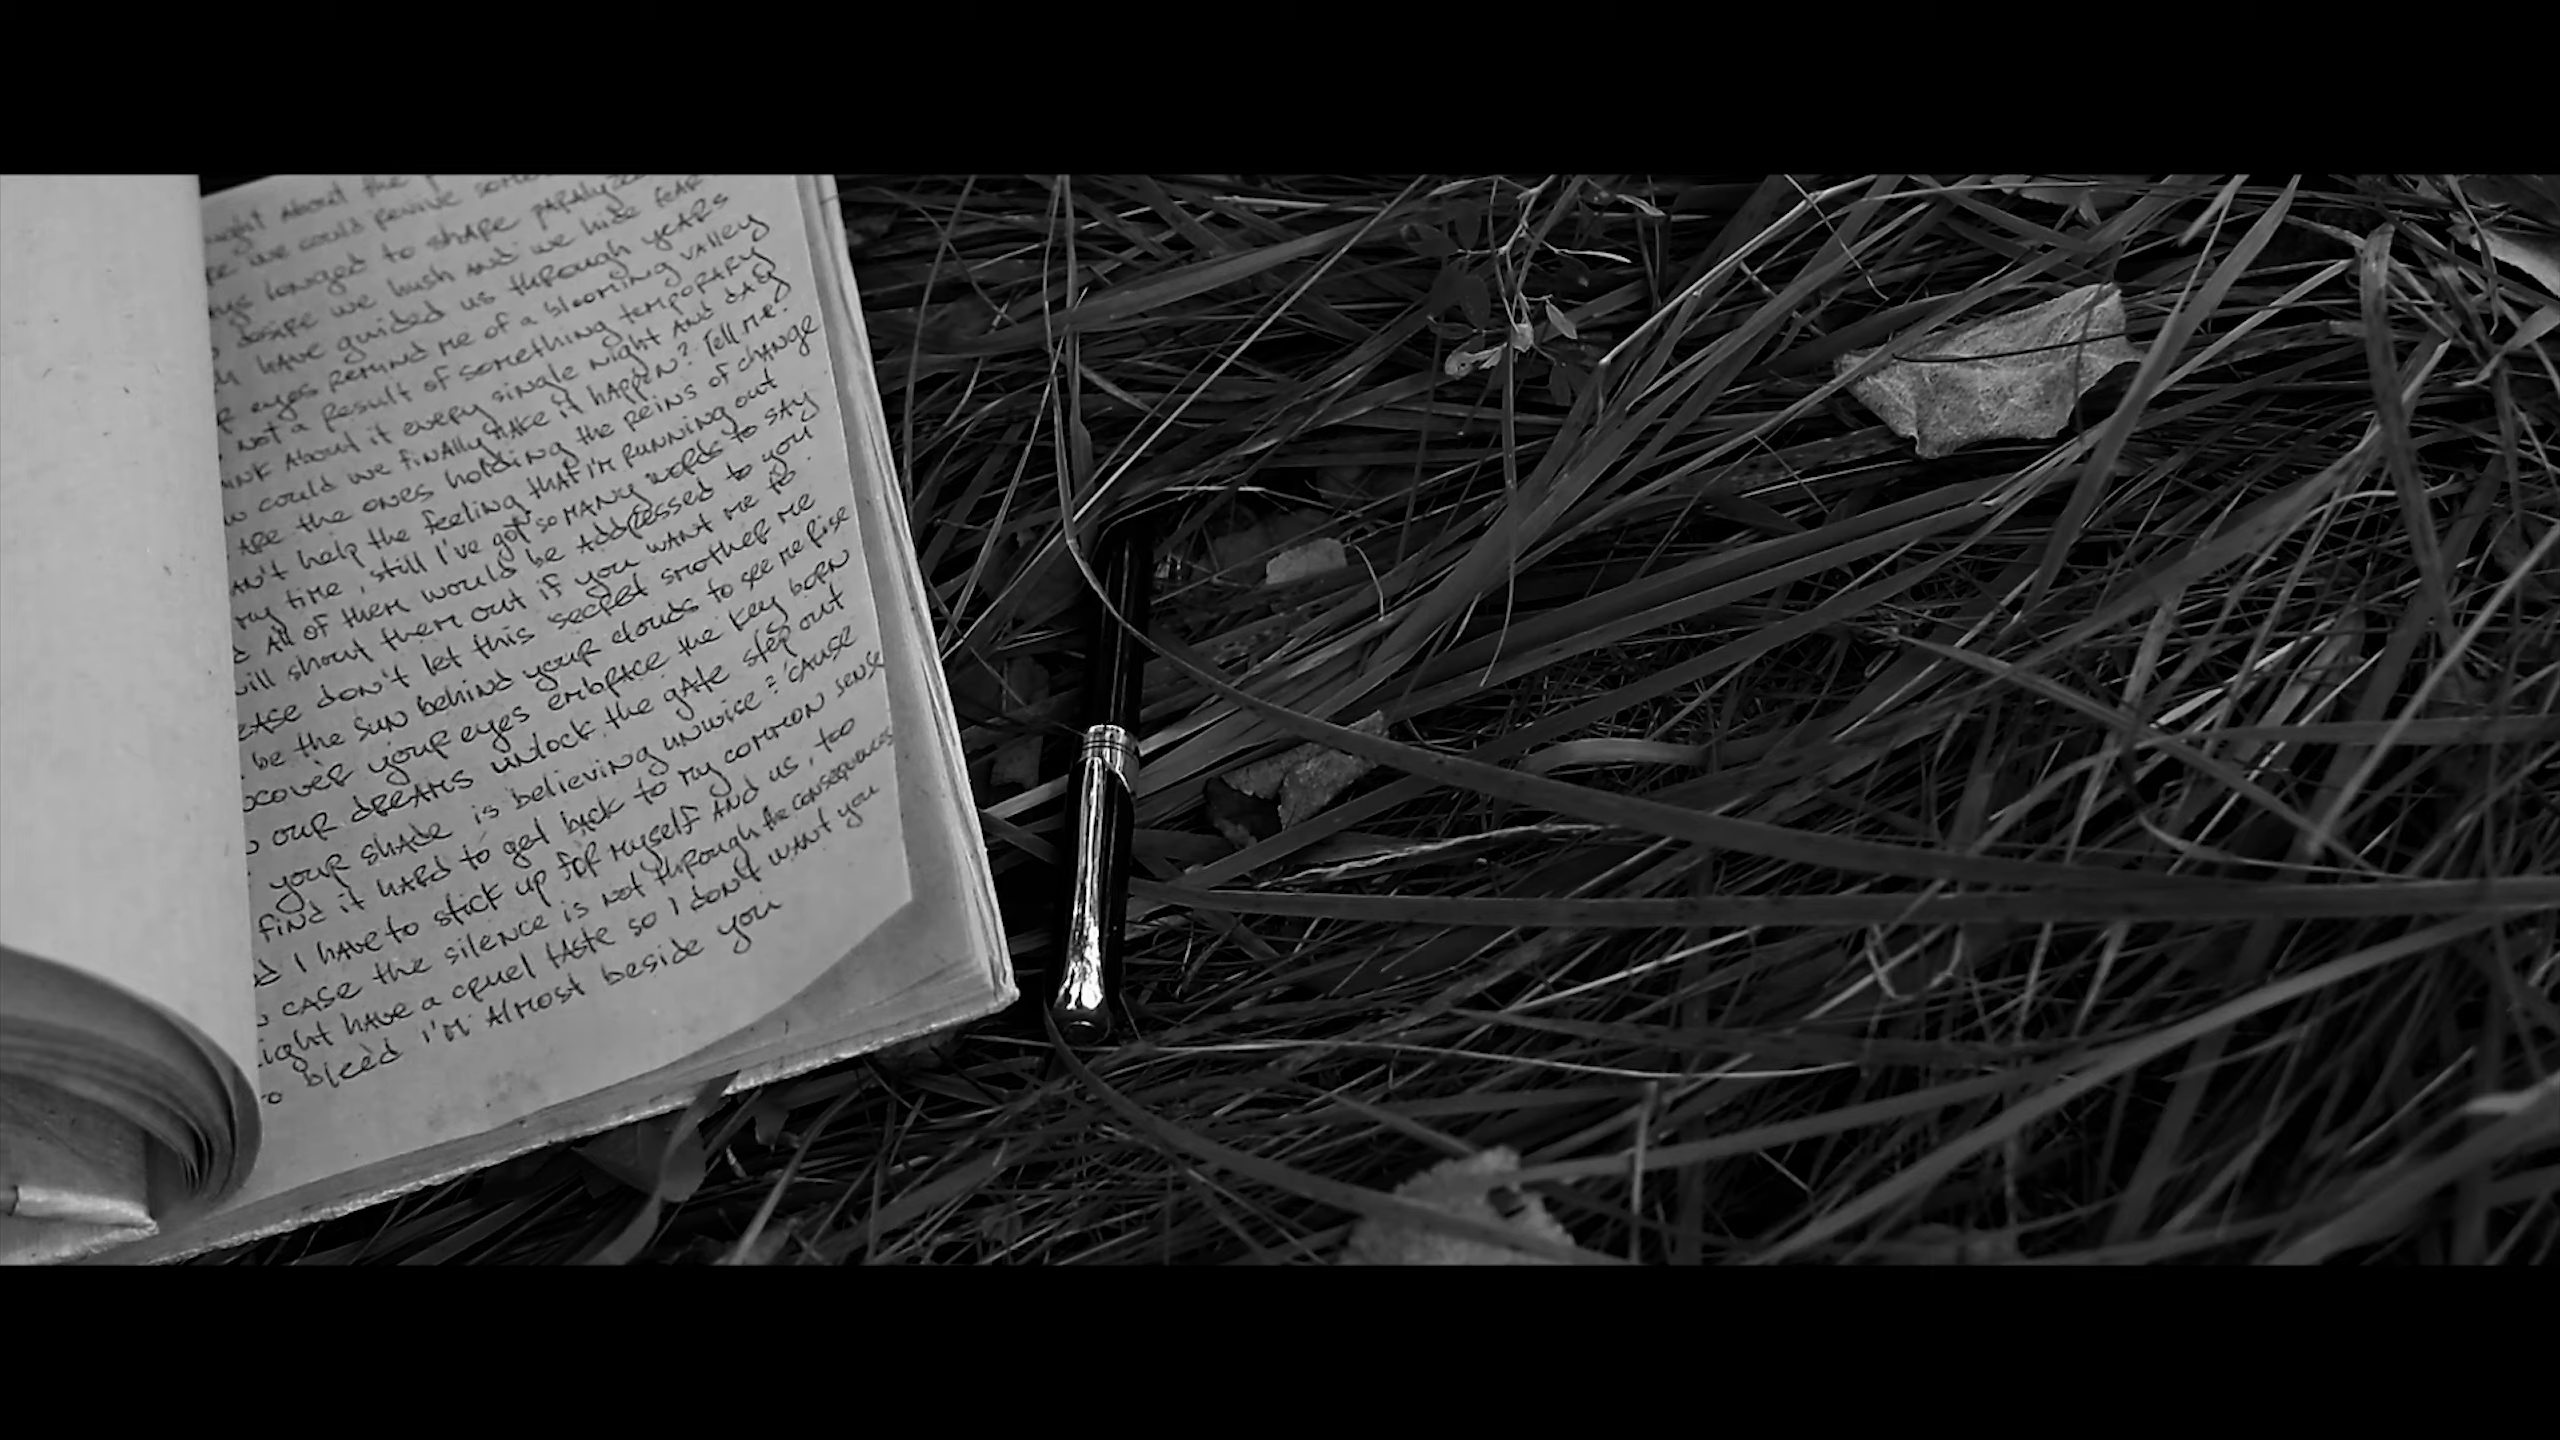 about the
we could revive
longed to shape paralyzed
desire we hush and we hide fear
have guided us through years
eyes remind me of a blooming valley
not a result of something temporary
about it every single night and day
could we finally make it happen? Tell me!
are the ones holding the reins of change
help the feeling that I'm running out
my time, still I've got so many words to say
All of them would be addressed to you
shout them out if you want me to
don't let this secret smother me
be the sun behind your clouds to see me rise
your eyes embrace the key born
our dreams unlock the gate step out
your shade is believing unwise? 'cause
find it hard to get back to my common sense
I have to stick up for myself and us, too
case the silence is not through the consequences
have a cruel taste so I don't want you
bleed I'm almost beside you